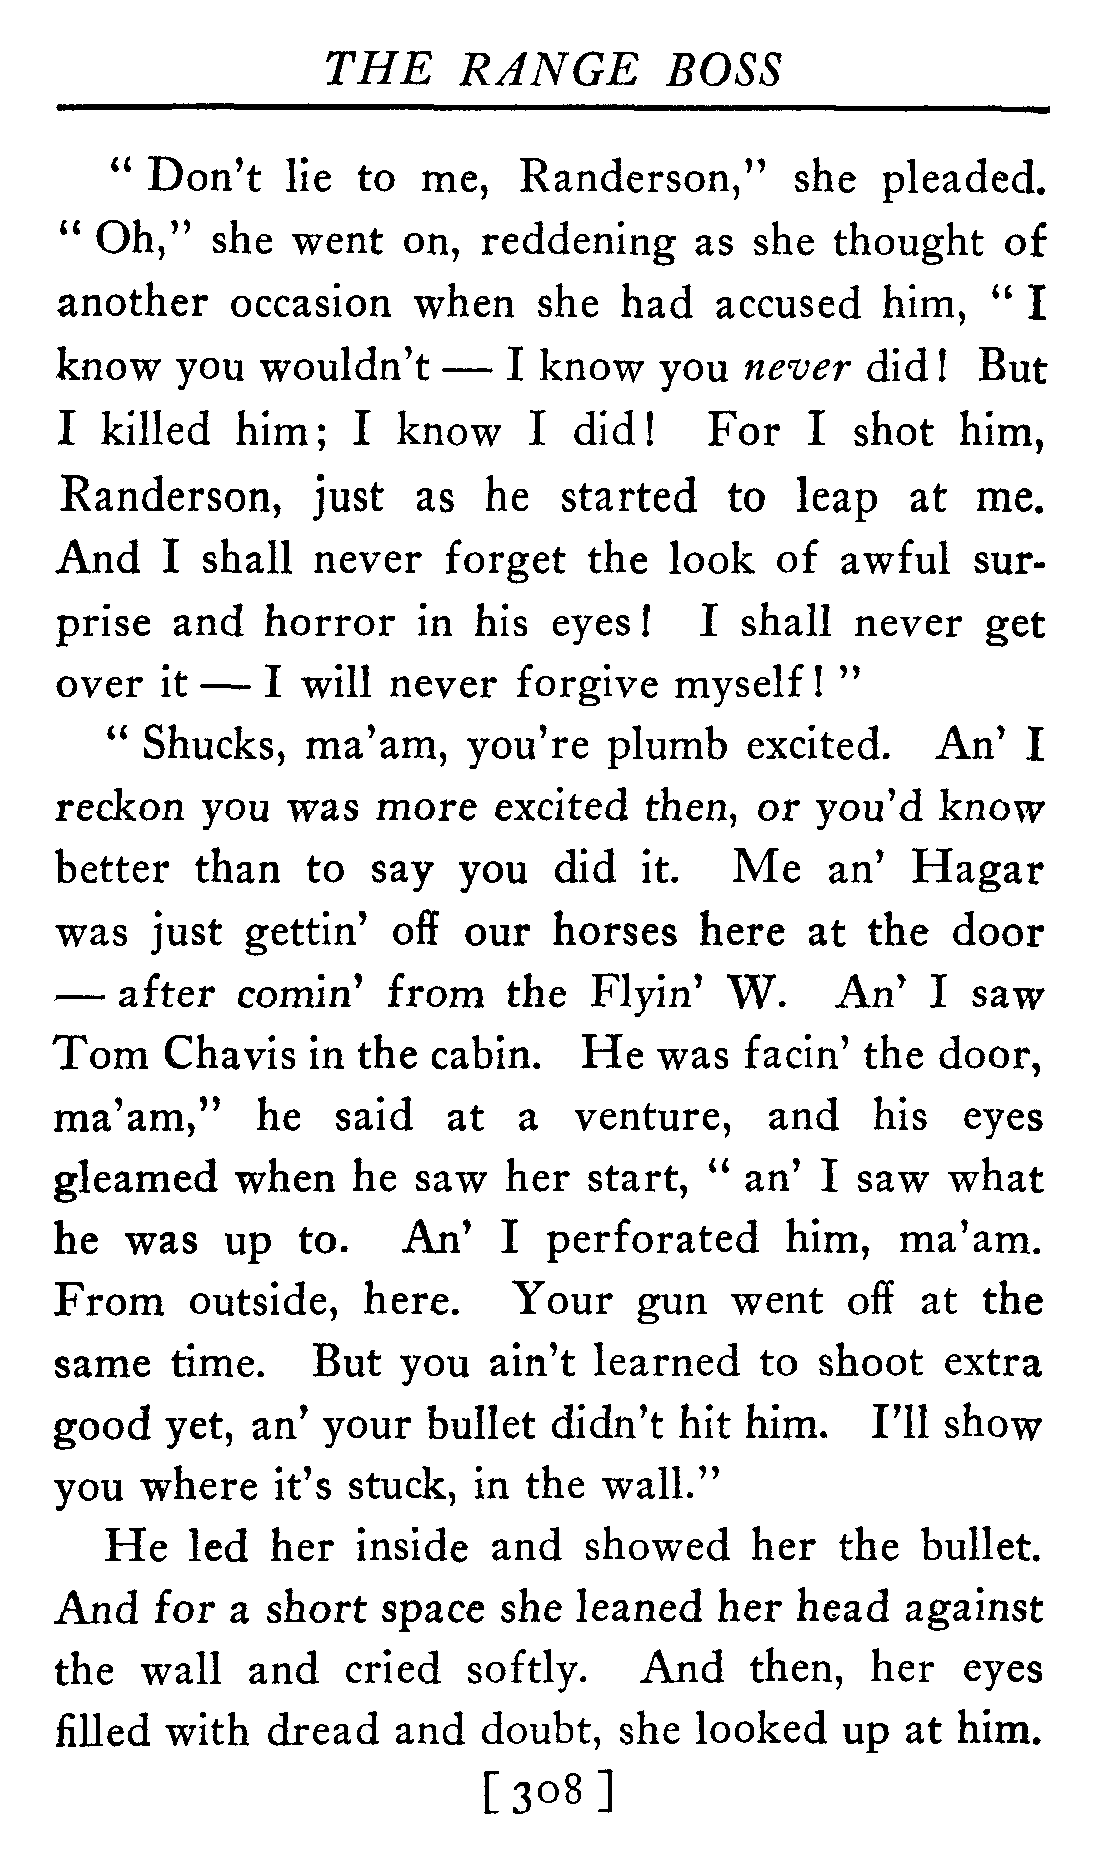 THE RANGE BOSS
“ Don’t lie to me, Randerson,” she pleaded.
“ Oh,” she went on, reddening as she thought of
another occasion when she had accused him, “ I
know you wouldn’t — I know you never did! But
I killed him; I know I did! For I shot him,
Randerson, just as he started to leap at me.
And I shall never forget the look of awful sur-
prise and horror in his eyes! I shall never get
over it — I will never forgive myself! ”
“ Shucks, ma’am, you’re plumb excited. An’ I
reckon you was more excited then, or you’d know
better than to say you did it. Me an’ Hagar
was just gettin’ off our horses here at the door
— after comin’ from the Flyin’ W. An’ I saw
Tom Chavis in the cabin. He was facin’ the door,
ma’am,” he said at a venture, and his eyes
gleamed when he saw her start, “ an’ I saw what
he was up to. An’ I perforated him, ma’am.
From outside, here. Your gun went off at the
same time. But you ain’t learned to shoot extra
good yet, an’ your bullet didn’t hit him. I’ll show
you where it’s stuck, in the wall.”
He led her inside and showed her the bullet.
And for a short space she leaned her head against
the wall and cried softly. And then, her eyes
filled with dread and doubt, she looked up at him.
[ 308 ]